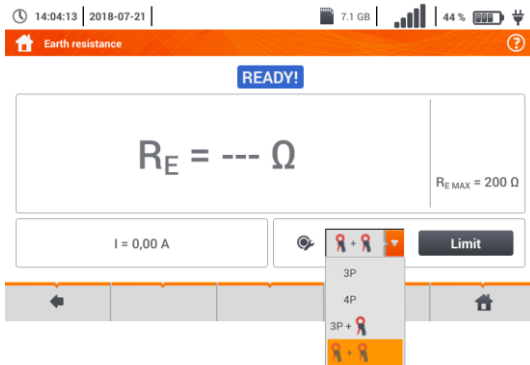 14:04:13 2018-07-21 7.1 GB 44 %
Earth resistance ?
READY!
RE = --- Ω
RE MAX = 200 Ω
I = 0,00 A
+
Limit
3P
4P
3P +
+